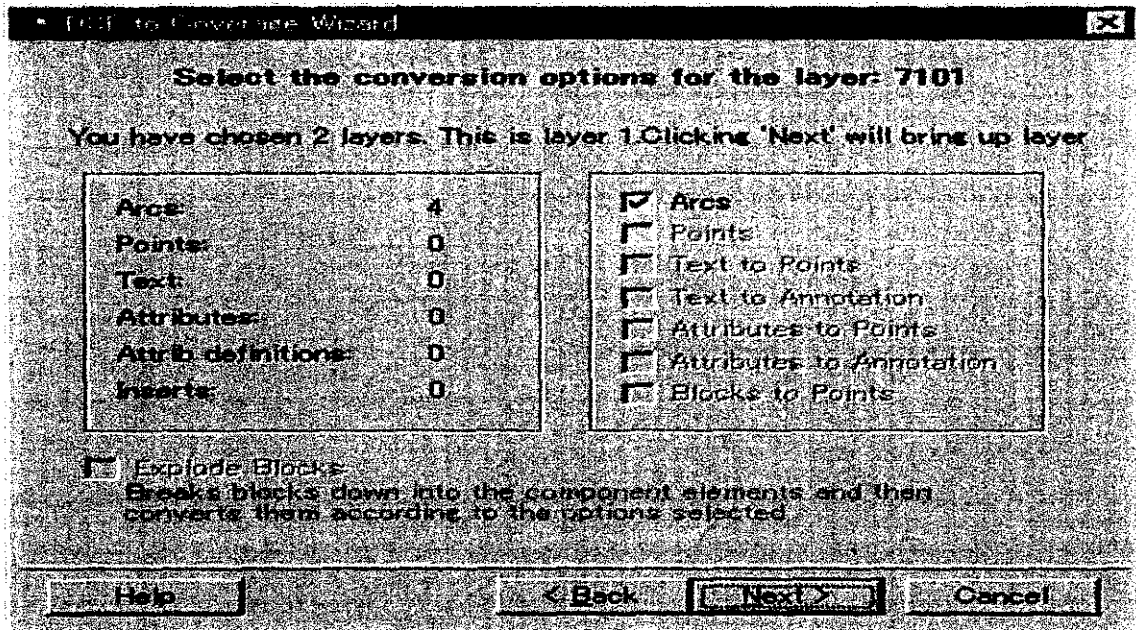 to Coverage Wizard
Select the conversion options for the layer: 7101
You have chosen 2 layers. This is layer 1.Clicking 'Next' will bring up layer
Arcs: 4
Points: 0
Text: 0
Attributes: 0
Attrib definitions: 0
Inserts: 0
Arcs
Points
Text to Points
Text to Annotation
Attributes to Points
Attributes to Annotation
Blocks to Points
Explode Blocks
Breaks blocks down into the component elements and then
converts them according to the options selected
Help < Back Next > Cancel